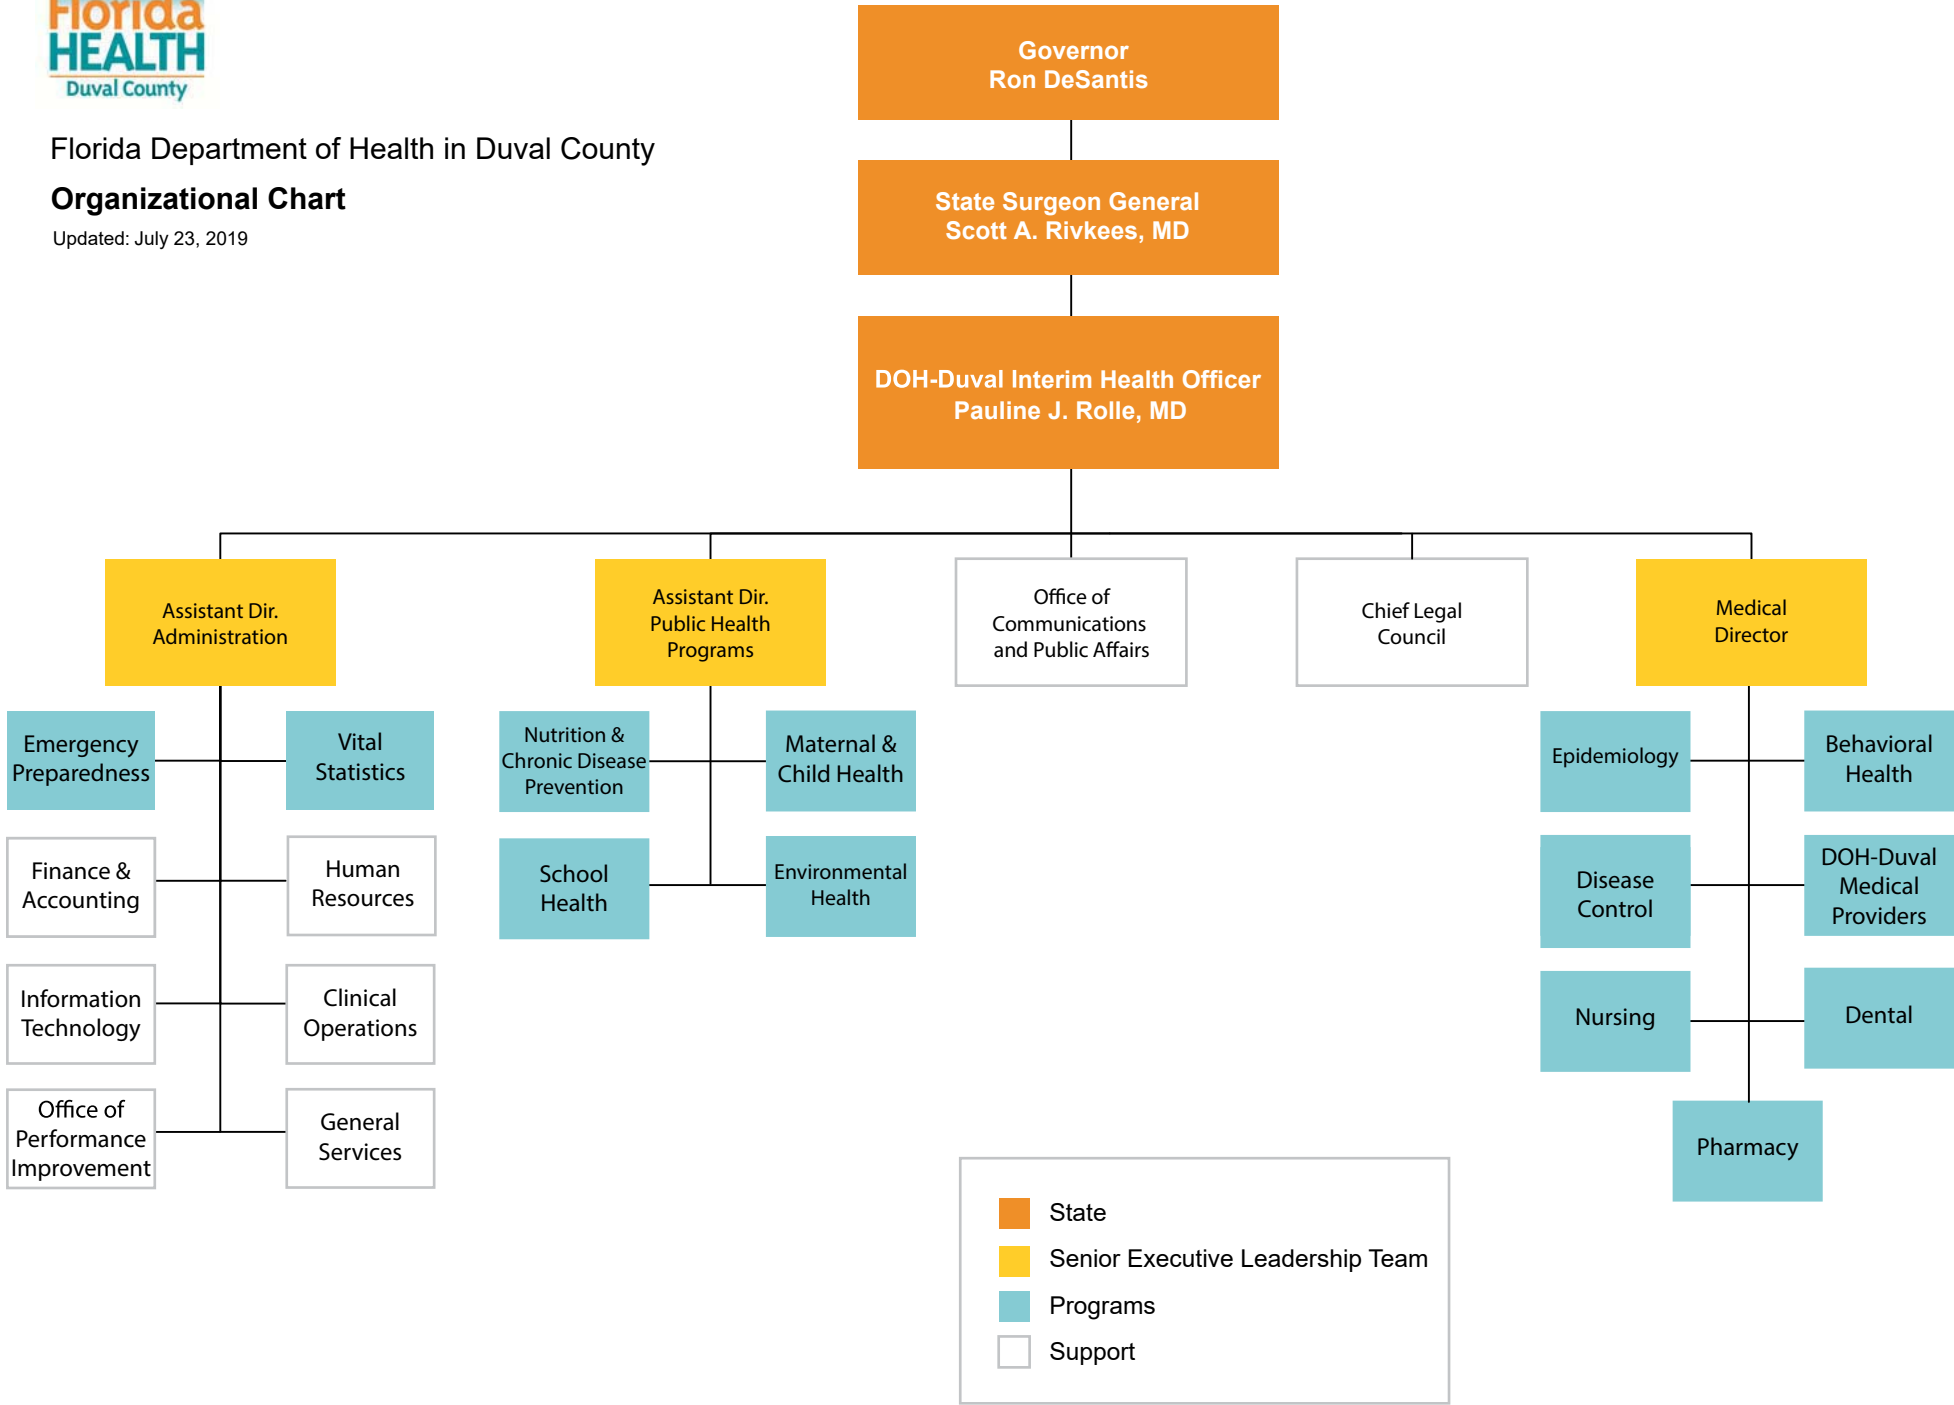 Florida
HEALTH
Duval County
Florida Department of Health in Duval County
Organizational Chart
Updated: July 23, 2019
Governor
Ron DeSantis
State Surgeon General
Scott A. Rivkees, MD
DOH-Duval Interim Health Officer
Pauline J. Rolle, MD
Assistant Dir.
Administration
Assistant Dir.
Public Health
Programs
Office of
Communications
and Public Affairs
Chief Legal
Council
Medical
Director
Emergency
Preparedness
Vital
Statistics
Finance &
Accounting
Human
Resources
Information
Technology
Clinical
Operations
Office of
Performance
Improvement
General
Services
Nutrition &
Chronic Disease
Prevention
Maternal &
Child Health
School
Health
Environmental
Health
Epidemiology
Behavioral
Health
Disease
Control
DOH-Duval
Medical
Providers
Nursing
Dental
Pharmacy
State
Senior Executive Leadership Team
Programs
Support